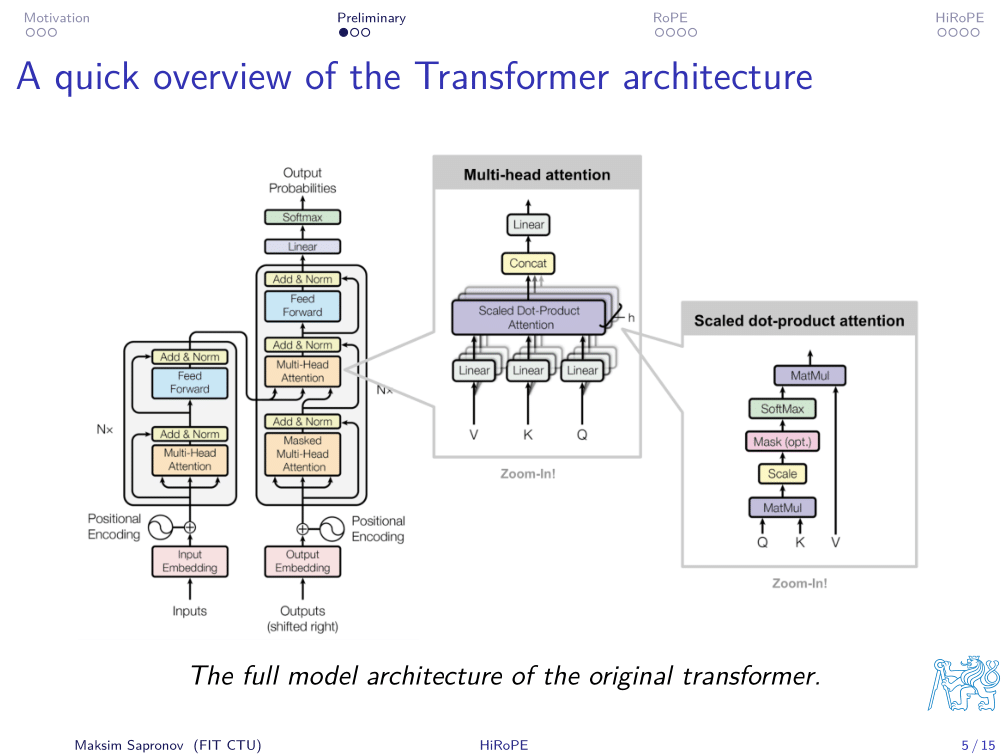 Motivation
Preliminary
RoPE
HiRoPE
A quick overview of the Transformer architecture
Output
Probabilities
Softmax
Linear
Add & Norm
Feed
Forward
Add & Norm
Multi-Head
Attention
Nx
Add & Norm
Masked
Multi-Head
Attention
Add & Norm
Feed
Forward
Nx
Add & Norm
Multi-Head
Attention
Positional
Encoding
Positional
Encoding
Input
Embedding
Output
Embedding
Inputs
Outputs
(shifted right)
Multi-head attention
Linear
Concat
Scaled Dot-Product
Attention
h
Linear
Linear
Linear
V
K
Q
Zoom-In!
Scaled dot-product attention
MatMul
SoftMax
Mask (opt.)
Scale
MatMul
Q
K
V
Zoom-In!
The full model architecture of the original transformer.
Maksim Sapronov (FIT CTU)
HiRoPE
5 / 15